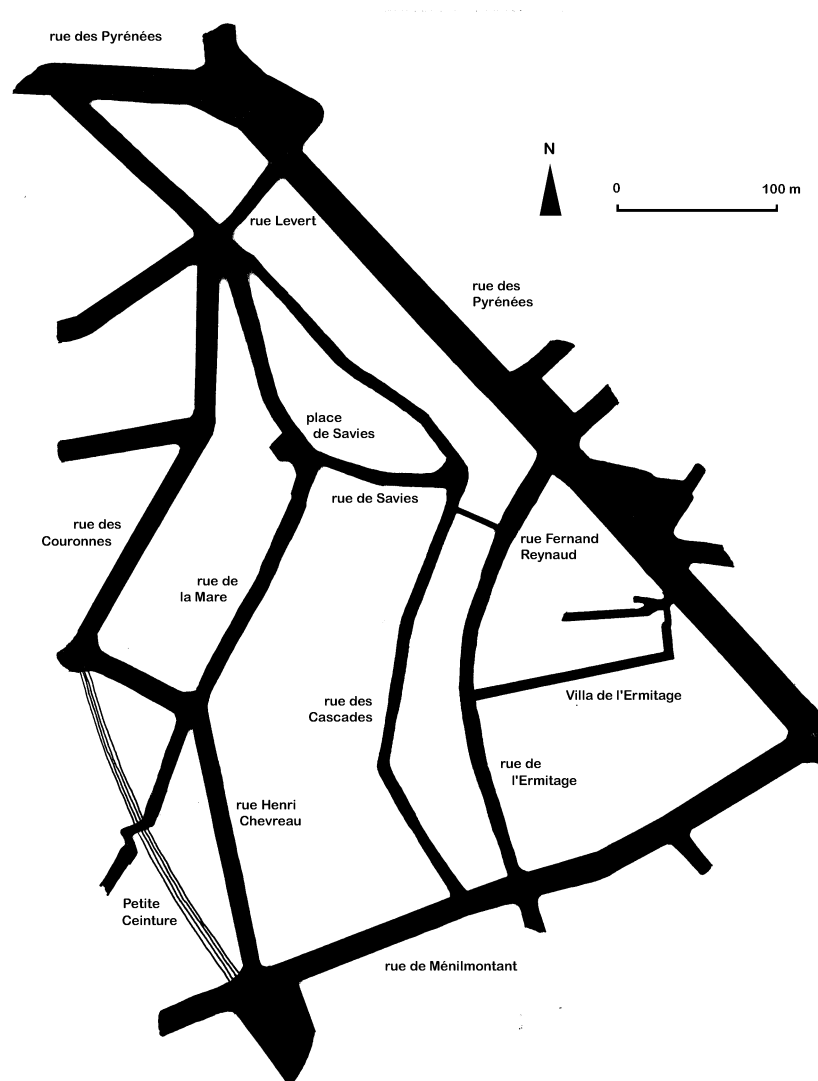 rue des Pyrénées
N
0 100 m
rue Levert
rue des
Pyrénées
place
de Savies
rue de Savies
rue des
Couronnes
rue Fernand
Reynaud
rue de
la Mare
rue des
Cascades
Villa de l'Ermitage
rue de
l'Ermitage
rue Henri
Chevreau
Petite
Ceinture
rue de Ménilmontant